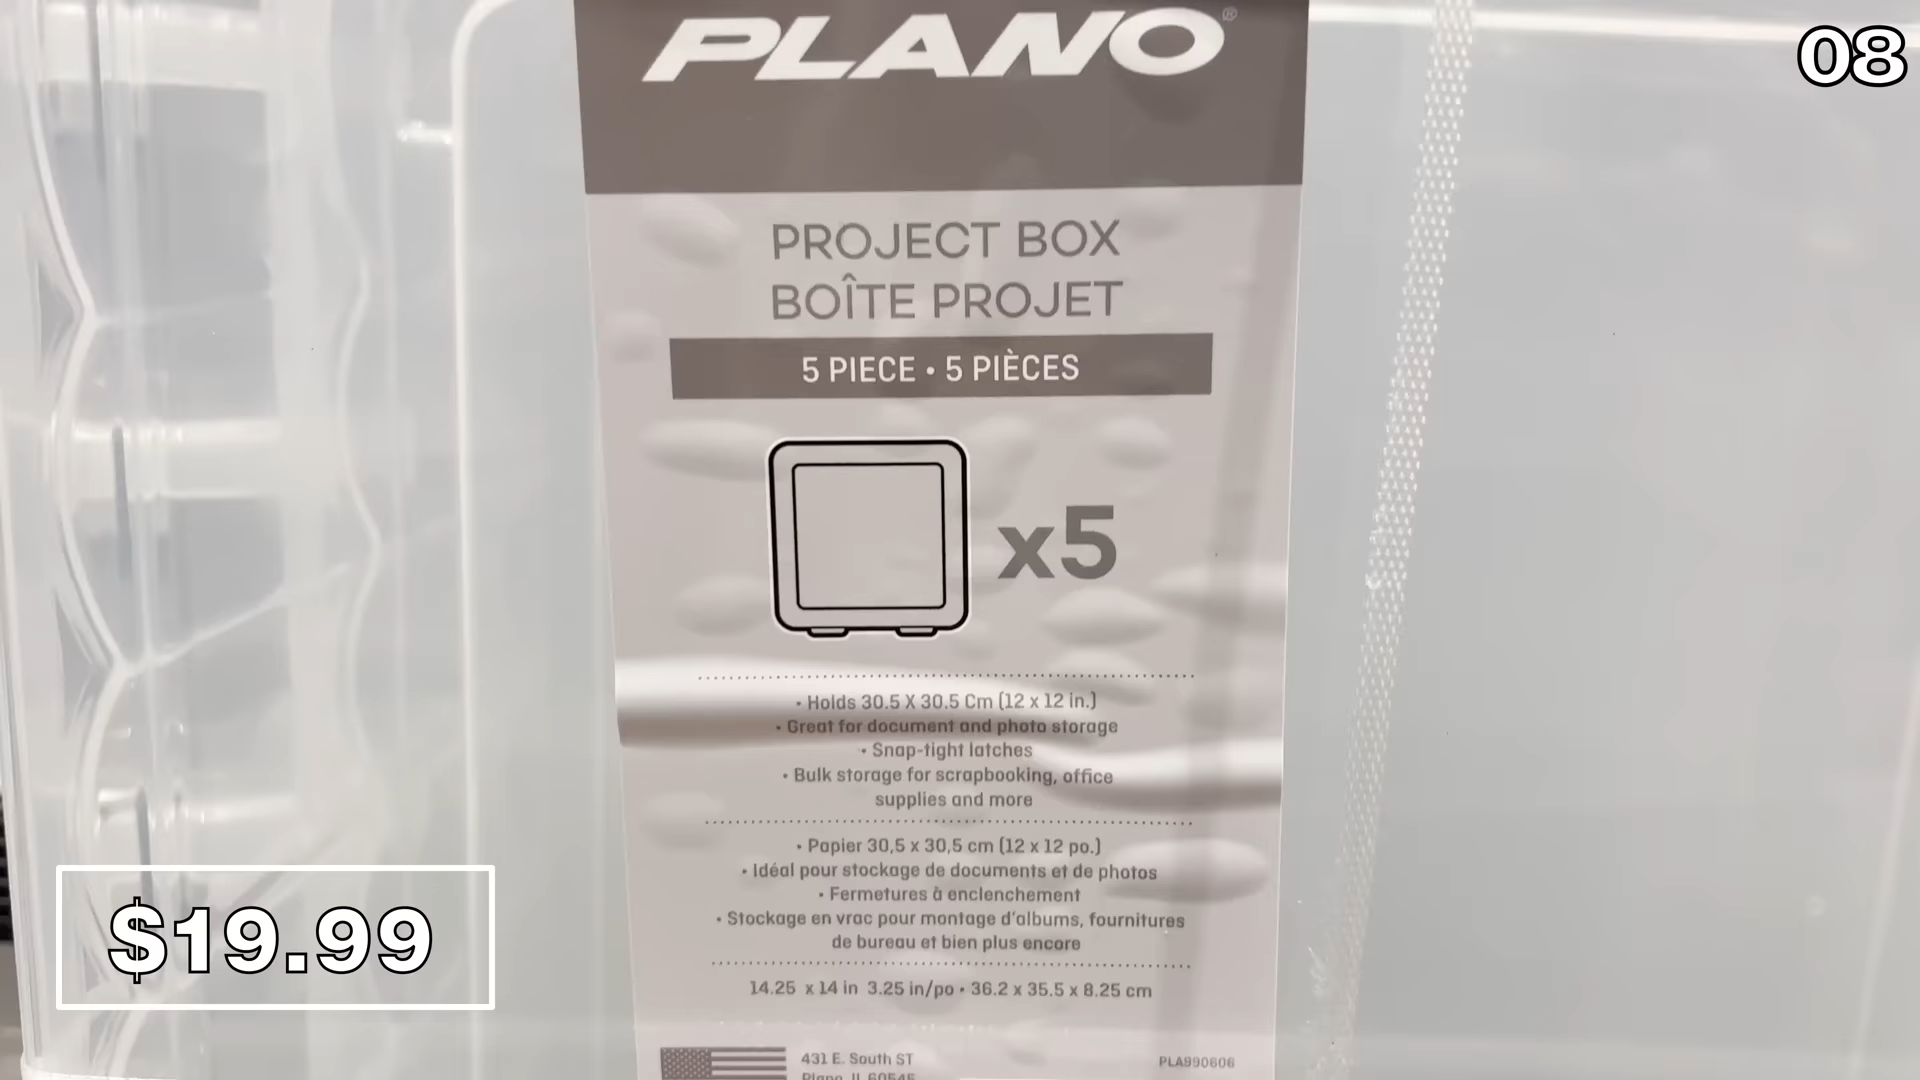 PLANO®
08
PROJECT BOX
BOÎTE PROJET
5 PIECE • 5 PIÈCES
x5
• Holds 30.5 X 30.5 Cm (12 x 12 in.)
• Great for document and photo storage
• Snap-tight latches
• Bulk storage for scrapbooking, office
supplies and more
• Papier 30,5 x 30,5 cm (12 x 12 po.)
• Idéal pour stockage de documents et de photos
• Fermetures à enclenchement
• Stockage en vrac pour montage d'albums, fournitures
de bureau et bien plus encore
14.25 x 14 in 3.25 in/po • 36.2 x 35.5 x 8.25 cm
$19.99
431 E. South ST
PLA990606
Plano, IL 60545